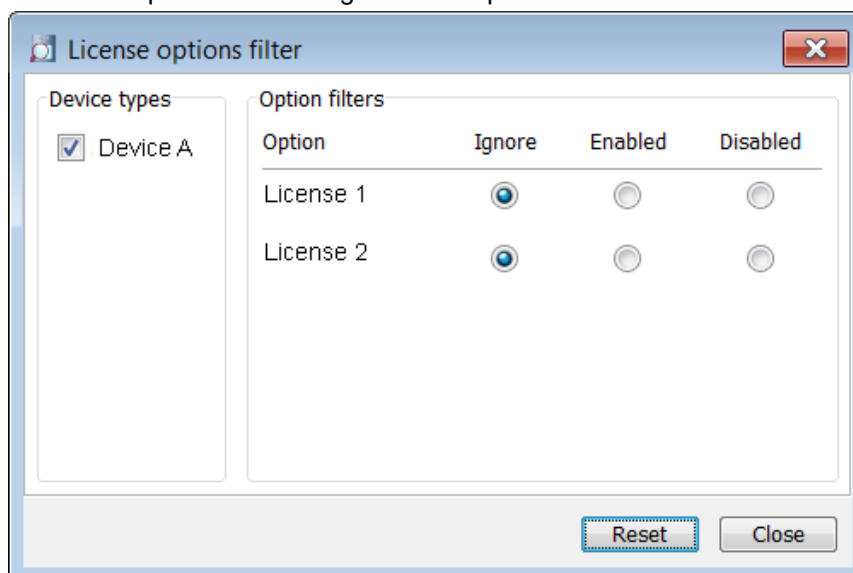 License options filter
Device types
Device A
Option filters
Option Ignore Enabled Disabled
License 1
License 2
Reset Close